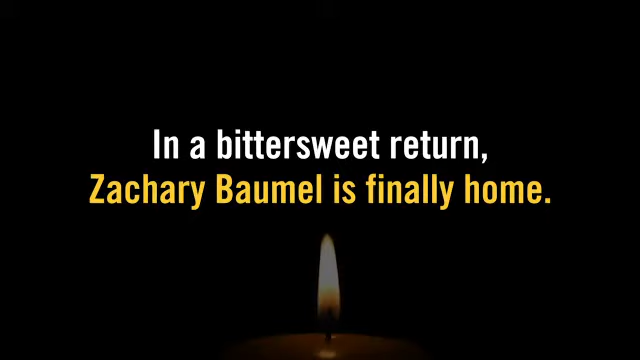 In a bittersweet return,
Zachary Baumel is finally home.